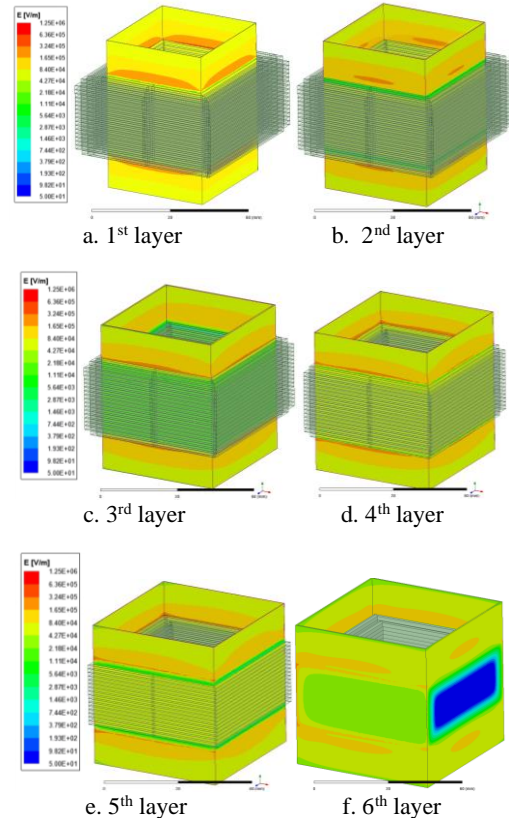 E [V/m]
1.25E+06
6.36E+05
3.24E+05
1.65E+05
8.40E+04
4.27E+04
2.18E+04
1.11E+04
5.64E+03
2.87E+03
1.46E+03
7.44E+02
3.79E+02
1.93E+02
9.82E+01
5.00E+01
a. 1st layer
b. 2nd layer
E [V/m]
1.25E+06
6.36E+05
3.24E+05
1.65E+05
8.40E+04
4.27E+04
2.18E+04
1.11E+04
5.64E+03
2.87E+03
1.46E+03
7.44E+02
3.79E+02
1.93E+02
9.82E+01
5.00E+01
c. 3rd layer
d. 4th layer
E [V/m]
1.25E+06
6.36E+05
3.24E+05
1.65E+05
8.40E+04
4.27E+04
2.18E+04
1.11E+04
5.64E+03
2.87E+03
1.46E+03
7.44E+02
3.79E+02
1.93E+02
9.82E+01
5.00E+01
e. 5th layer
f. 6th layer